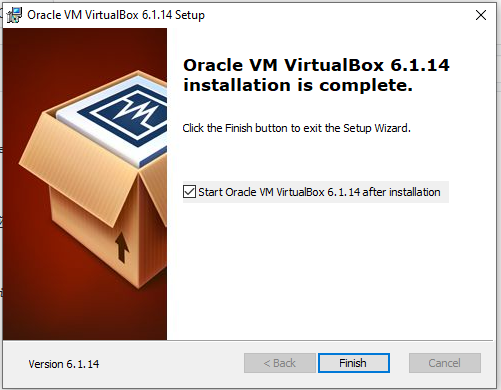 Oracle VM VirtualBox 6.1.14 Setup
Oracle VM VirtualBox 6.1.14
installation is complete.
Click the Finish button to exit the Setup Wizard.
Start Oracle VM VirtualBox 6.1.14 after installation
Version 6.1.14
< Back
Finish
Cancel